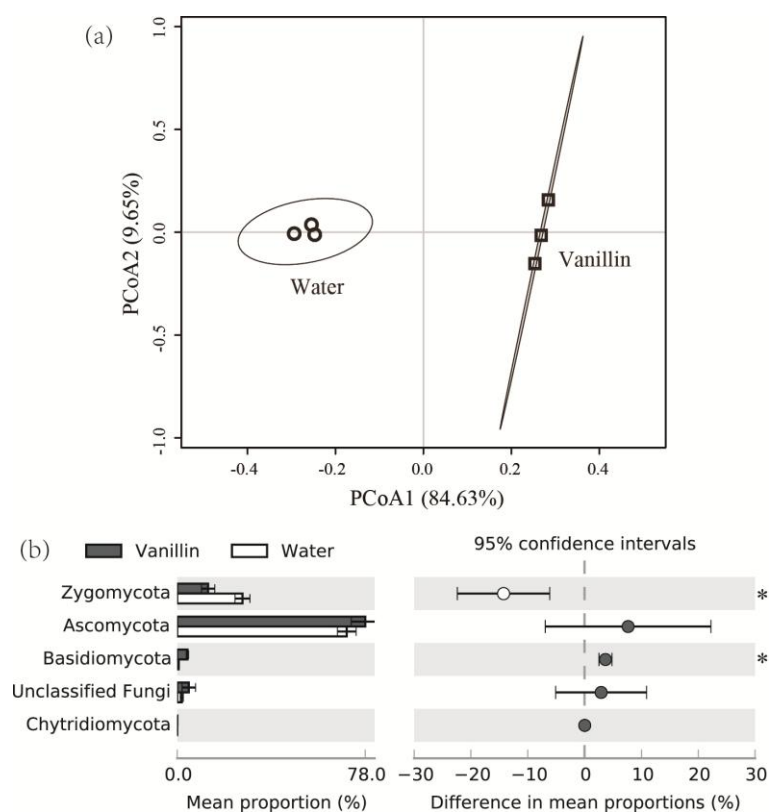 (a)
1.0
0.5
0.0
-0.5
-1.0
PCoA2 (9.65%)
Water
Vanillin
-0.4 -0.2 0.0 0.2 0.4
PCoA1 (84.63%)
(b) Vanillin Water 95% confidence intervals
Zygomycota *
Ascomycota
Basidiomycota *
Unclassified Fungi
Chytridiomycota
0.0 78.0 −30 −20 −10 0 10 20 30
Mean proportion (%) Difference in mean proportions (%)